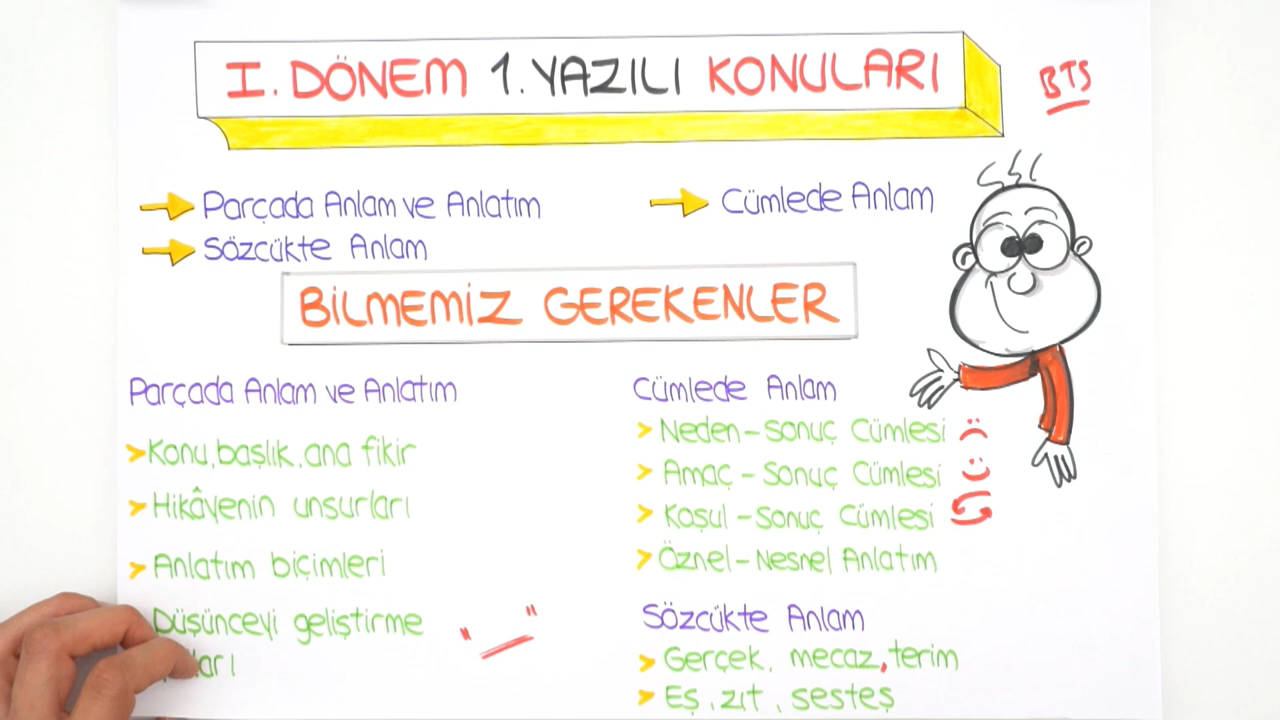 I. DÖNEM 1. YAZILI KONULARI
BTS
Parçada Anlam ve Anlatım
Cümlede Anlam
Sözcükte Anlam
BİLMEMİZ GEREKENLER
Parçada Anlam ve Anlatım
Konu, başlık, ana fikir
Hikâyenin unsurları
Anlatım biçimleri
Düşünceyi geliştirme
Cümlede Anlam
Neden-Sonuç Cümlesi
Amaç - Sonuç Cümlesi
Koşul-Sonuç Cümlesi
Öznel-Nesnel Anlatım
Sözcükte Anlam
Gerçek, mecaz, terim
Eş, zıt, sesteş